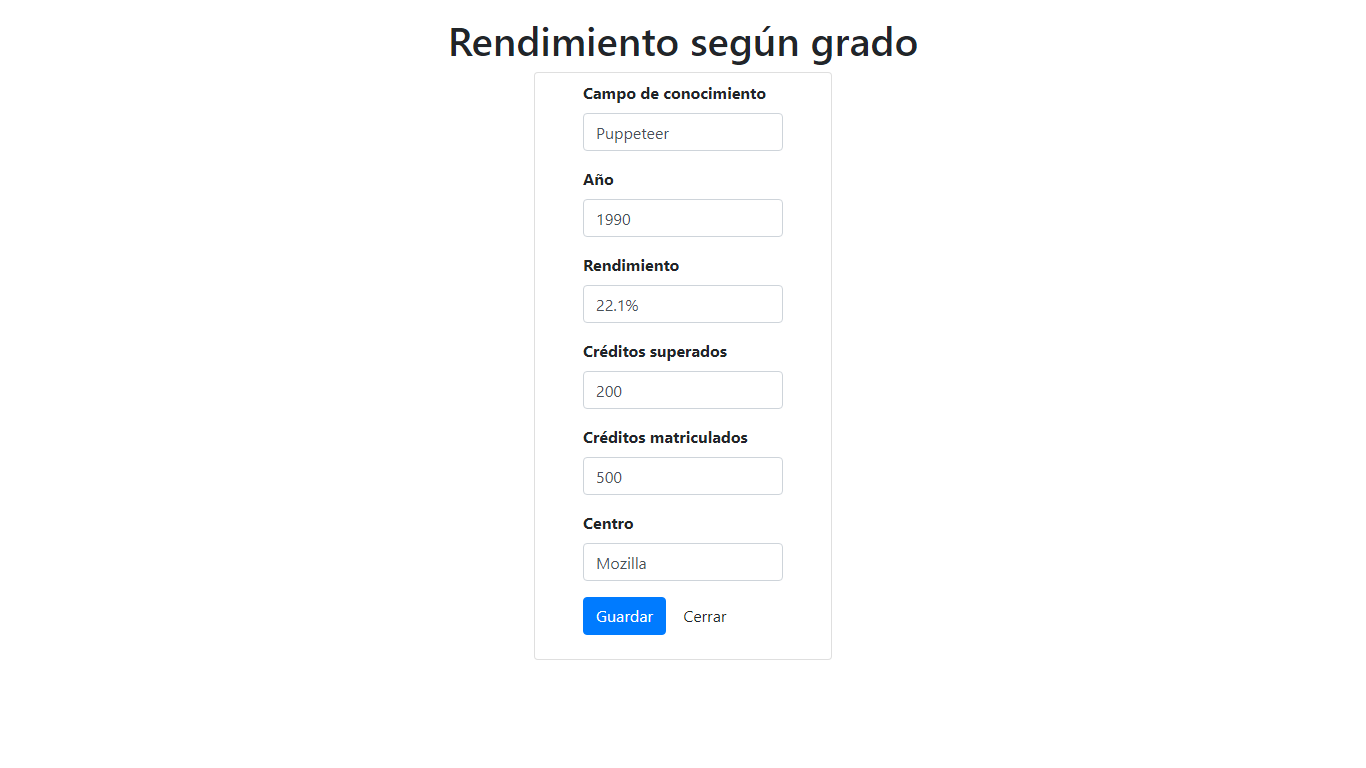 Rendimiento según grado
Campo de conocimiento
Puppeteer
Año
1990
Rendimiento
22.1%
Créditos superados
200
Créditos matriculados
500
Centro
Mozilla
Guardar Cerrar